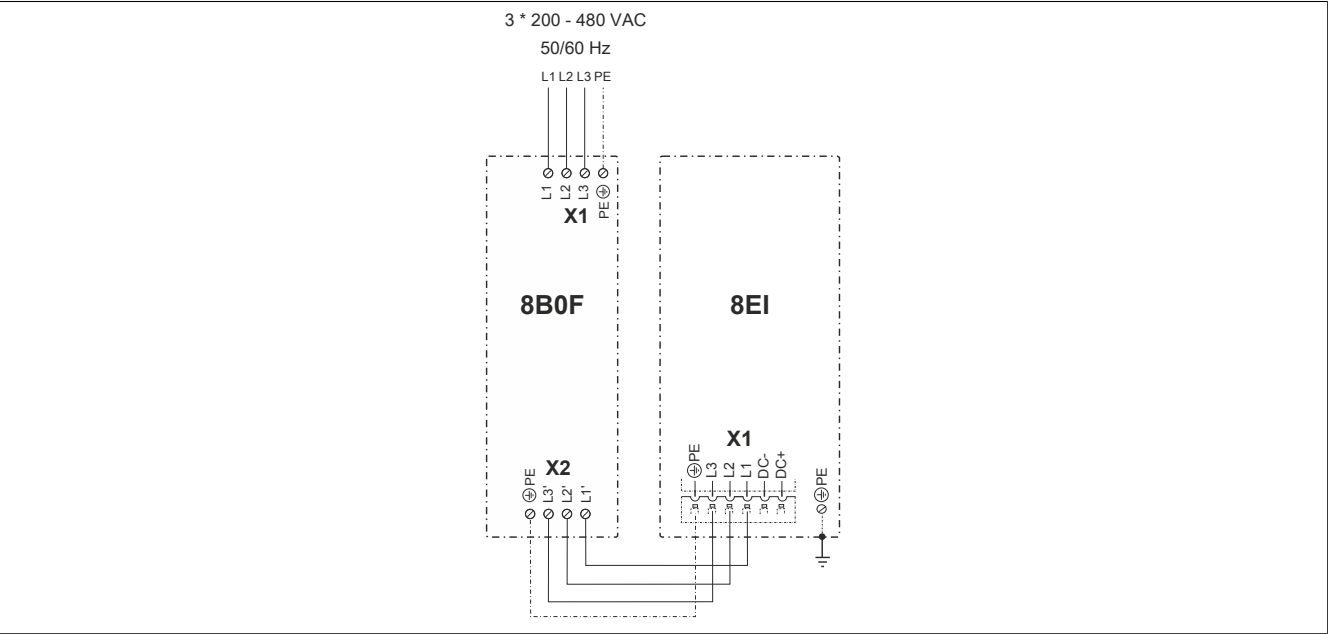 3 * 200 - 480 VAC
50/60 Hz
L1 L2 L3 PE
L1 L2 L3 PE
X1
8B0F
8EI
X1
PE L3 L2 L1 DC- DC+
PE
X2
PE L3' L2' L1'